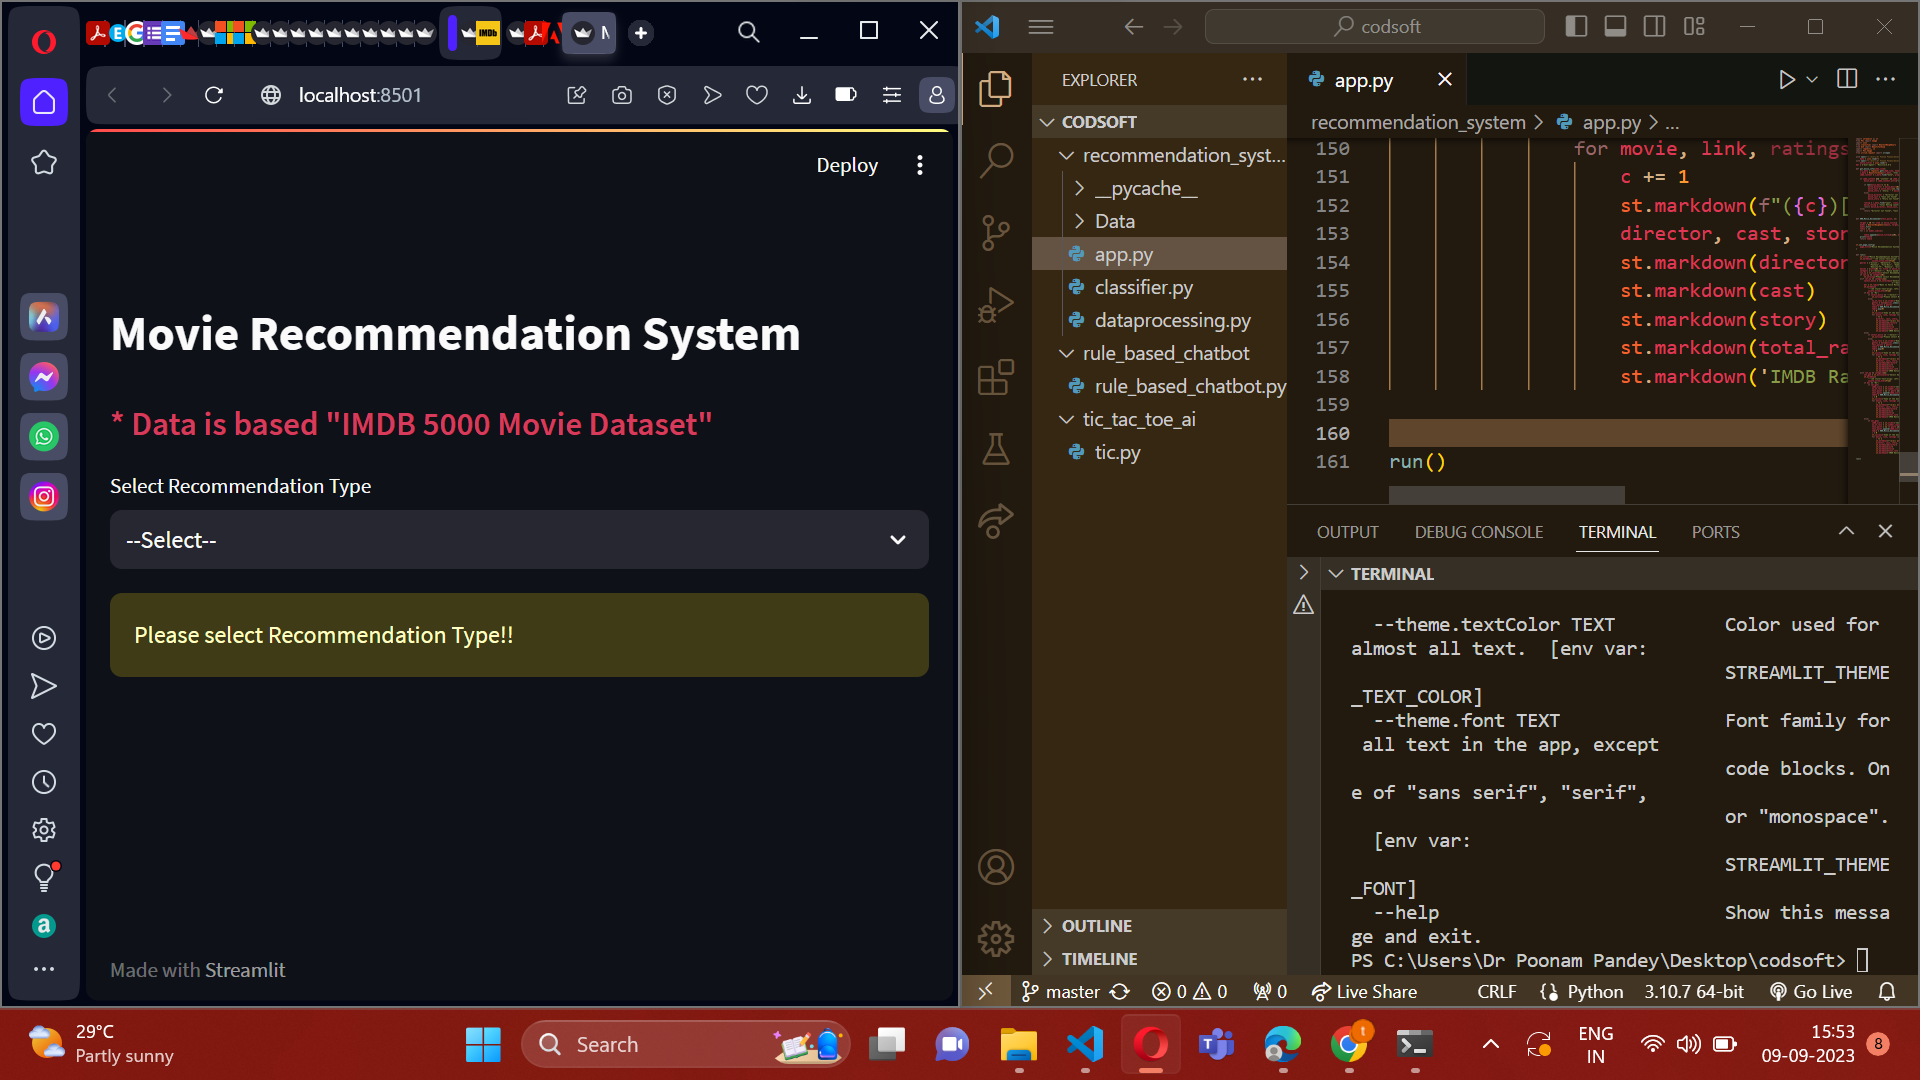 localhost:8501
Deploy
Movie Recommendation System
* Data is based "IMDB 5000 Movie Dataset"
Select Recommendation Type
--Select--
Please select Recommendation Type!!
Made with Streamlit
codsoft
EXPLORER
CODSOFT
recommendation_syst...
__pycache__
Data
app.py
classifier.py
dataprocessing.py
rule_based_chatbot
rule_based_chatbot.py
tic_tac_toe_ai
tic.py
OUTLINE
TIMELINE
app.py
recommendation_system > app.py > ...
150 for movie, link, ratings
151 c += 1
152 st.markdown(f"({c})[
153 director, cast, stor
154 st.markdown(director
155 st.markdown(cast)
156 st.markdown(story)
157 st.markdown(total_ra
158 st.markdown('IMDB Ra
159
160
161 run()
OUTPUT DEBUG CONSOLE TERMINAL PORTS
TERMINAL
--theme.textColor TEXT Color used for
almost all text. [env var:
STREAMLIT_THEME
_TEXT_COLOR]
--theme.font TEXT Font family for
all text in the app, except
code blocks. On
e of "sans serif", "serif",
or "monospace".
[env var:
STREAMLIT_THEME
_FONT]
--help Show this messa
ge and exit.
PS C:\Users\Dr Poonam Pandey\Desktop\codsoft>
master 0 0 0 Live Share CRLF Python 3.10.7 64-bit Go Live
29°C
Partly sunny
Search
ENG
IN
15:53
09-09-2023
8